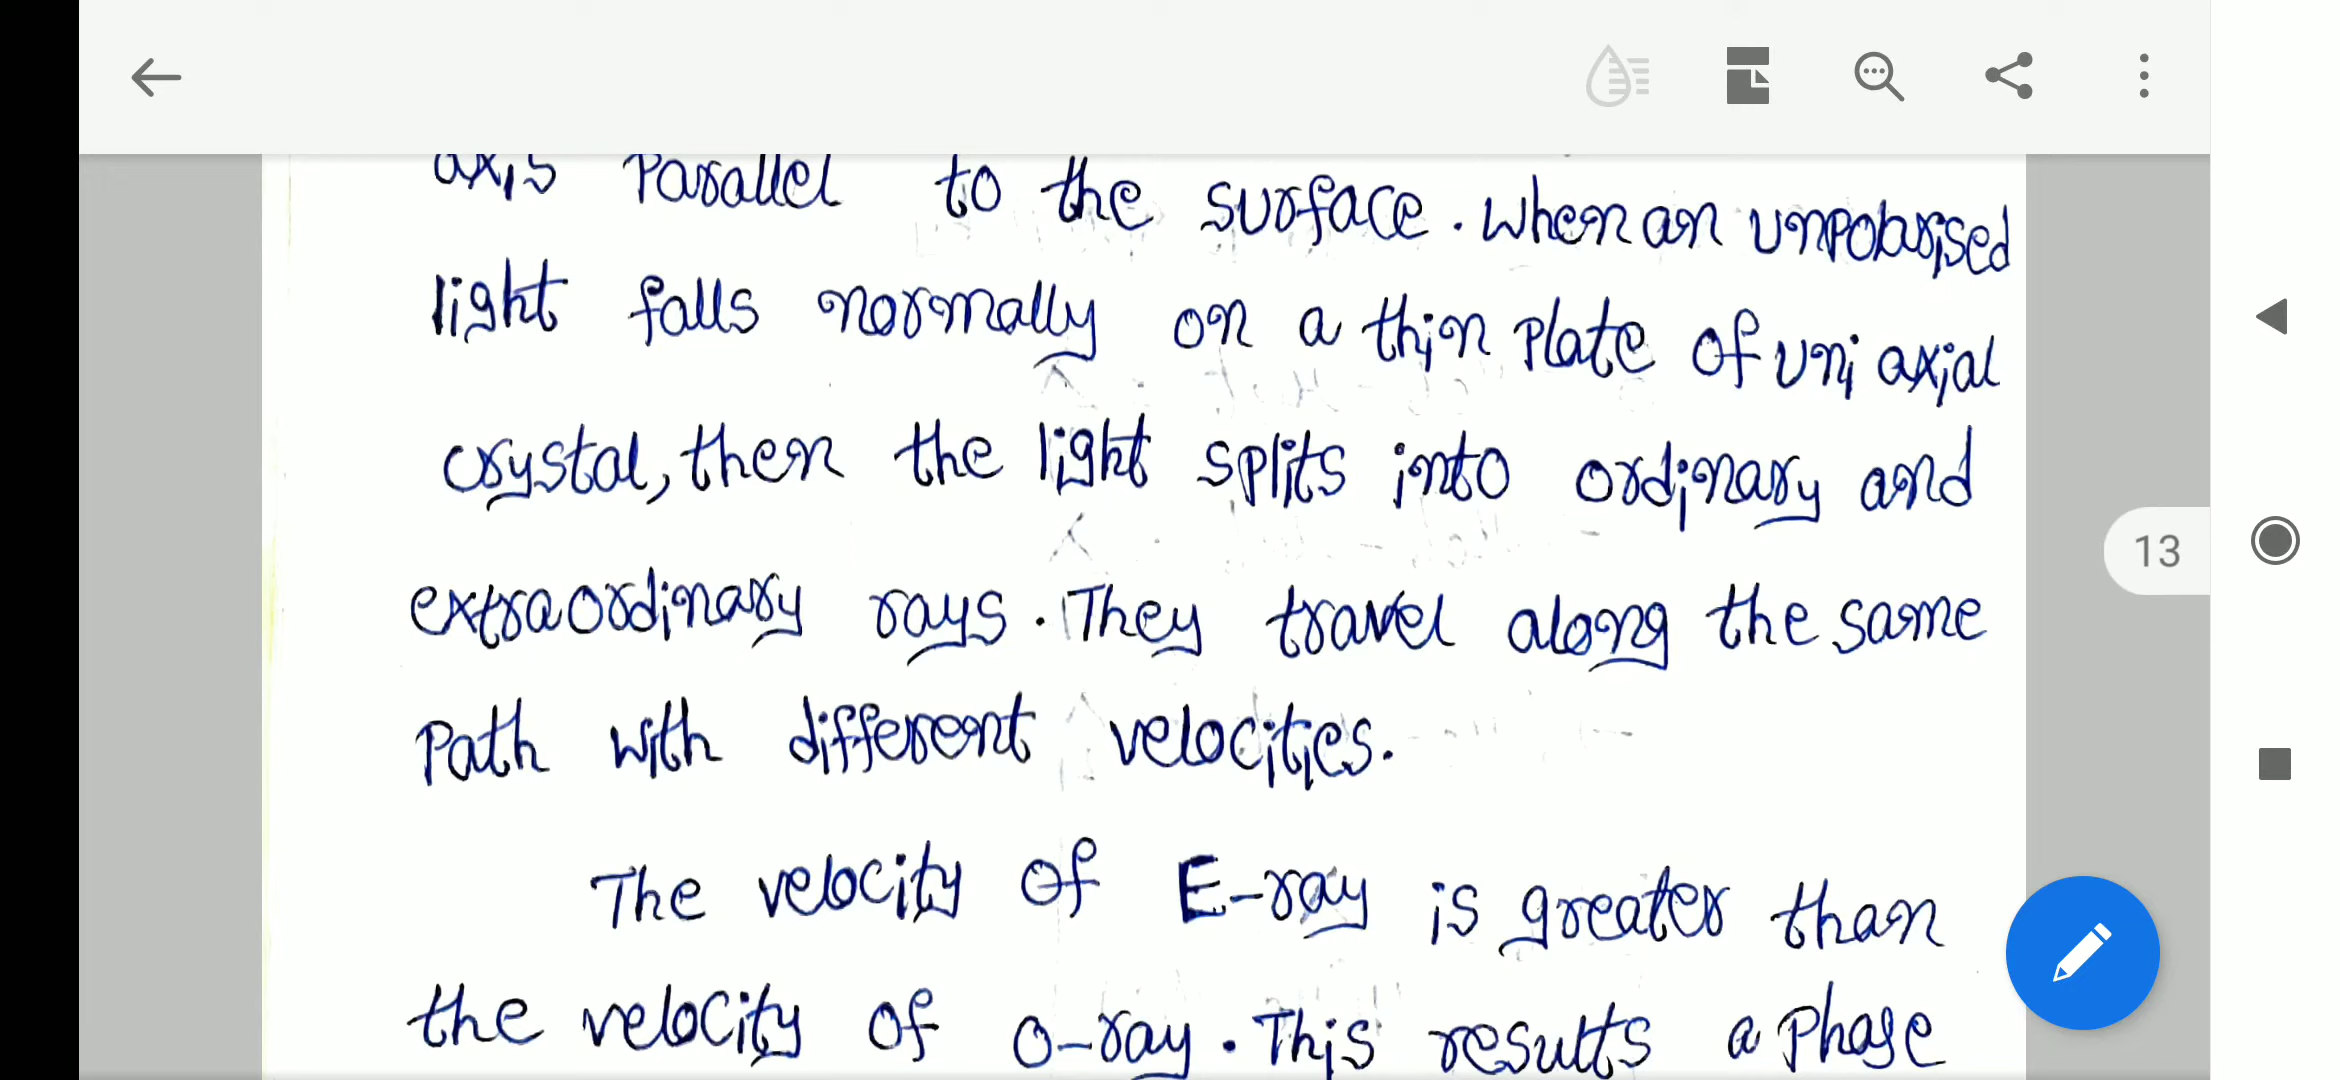 axis Parallel to the surface. When an unpolarised
light falls normally on a thin plate of uni axial
crystal, then the light splits into ordinary and
extraordinary rays. They travel along the same
13
Path with different velocities.
The velocity of E-ray is greater than
the velocity of O-ray. This results a Phase